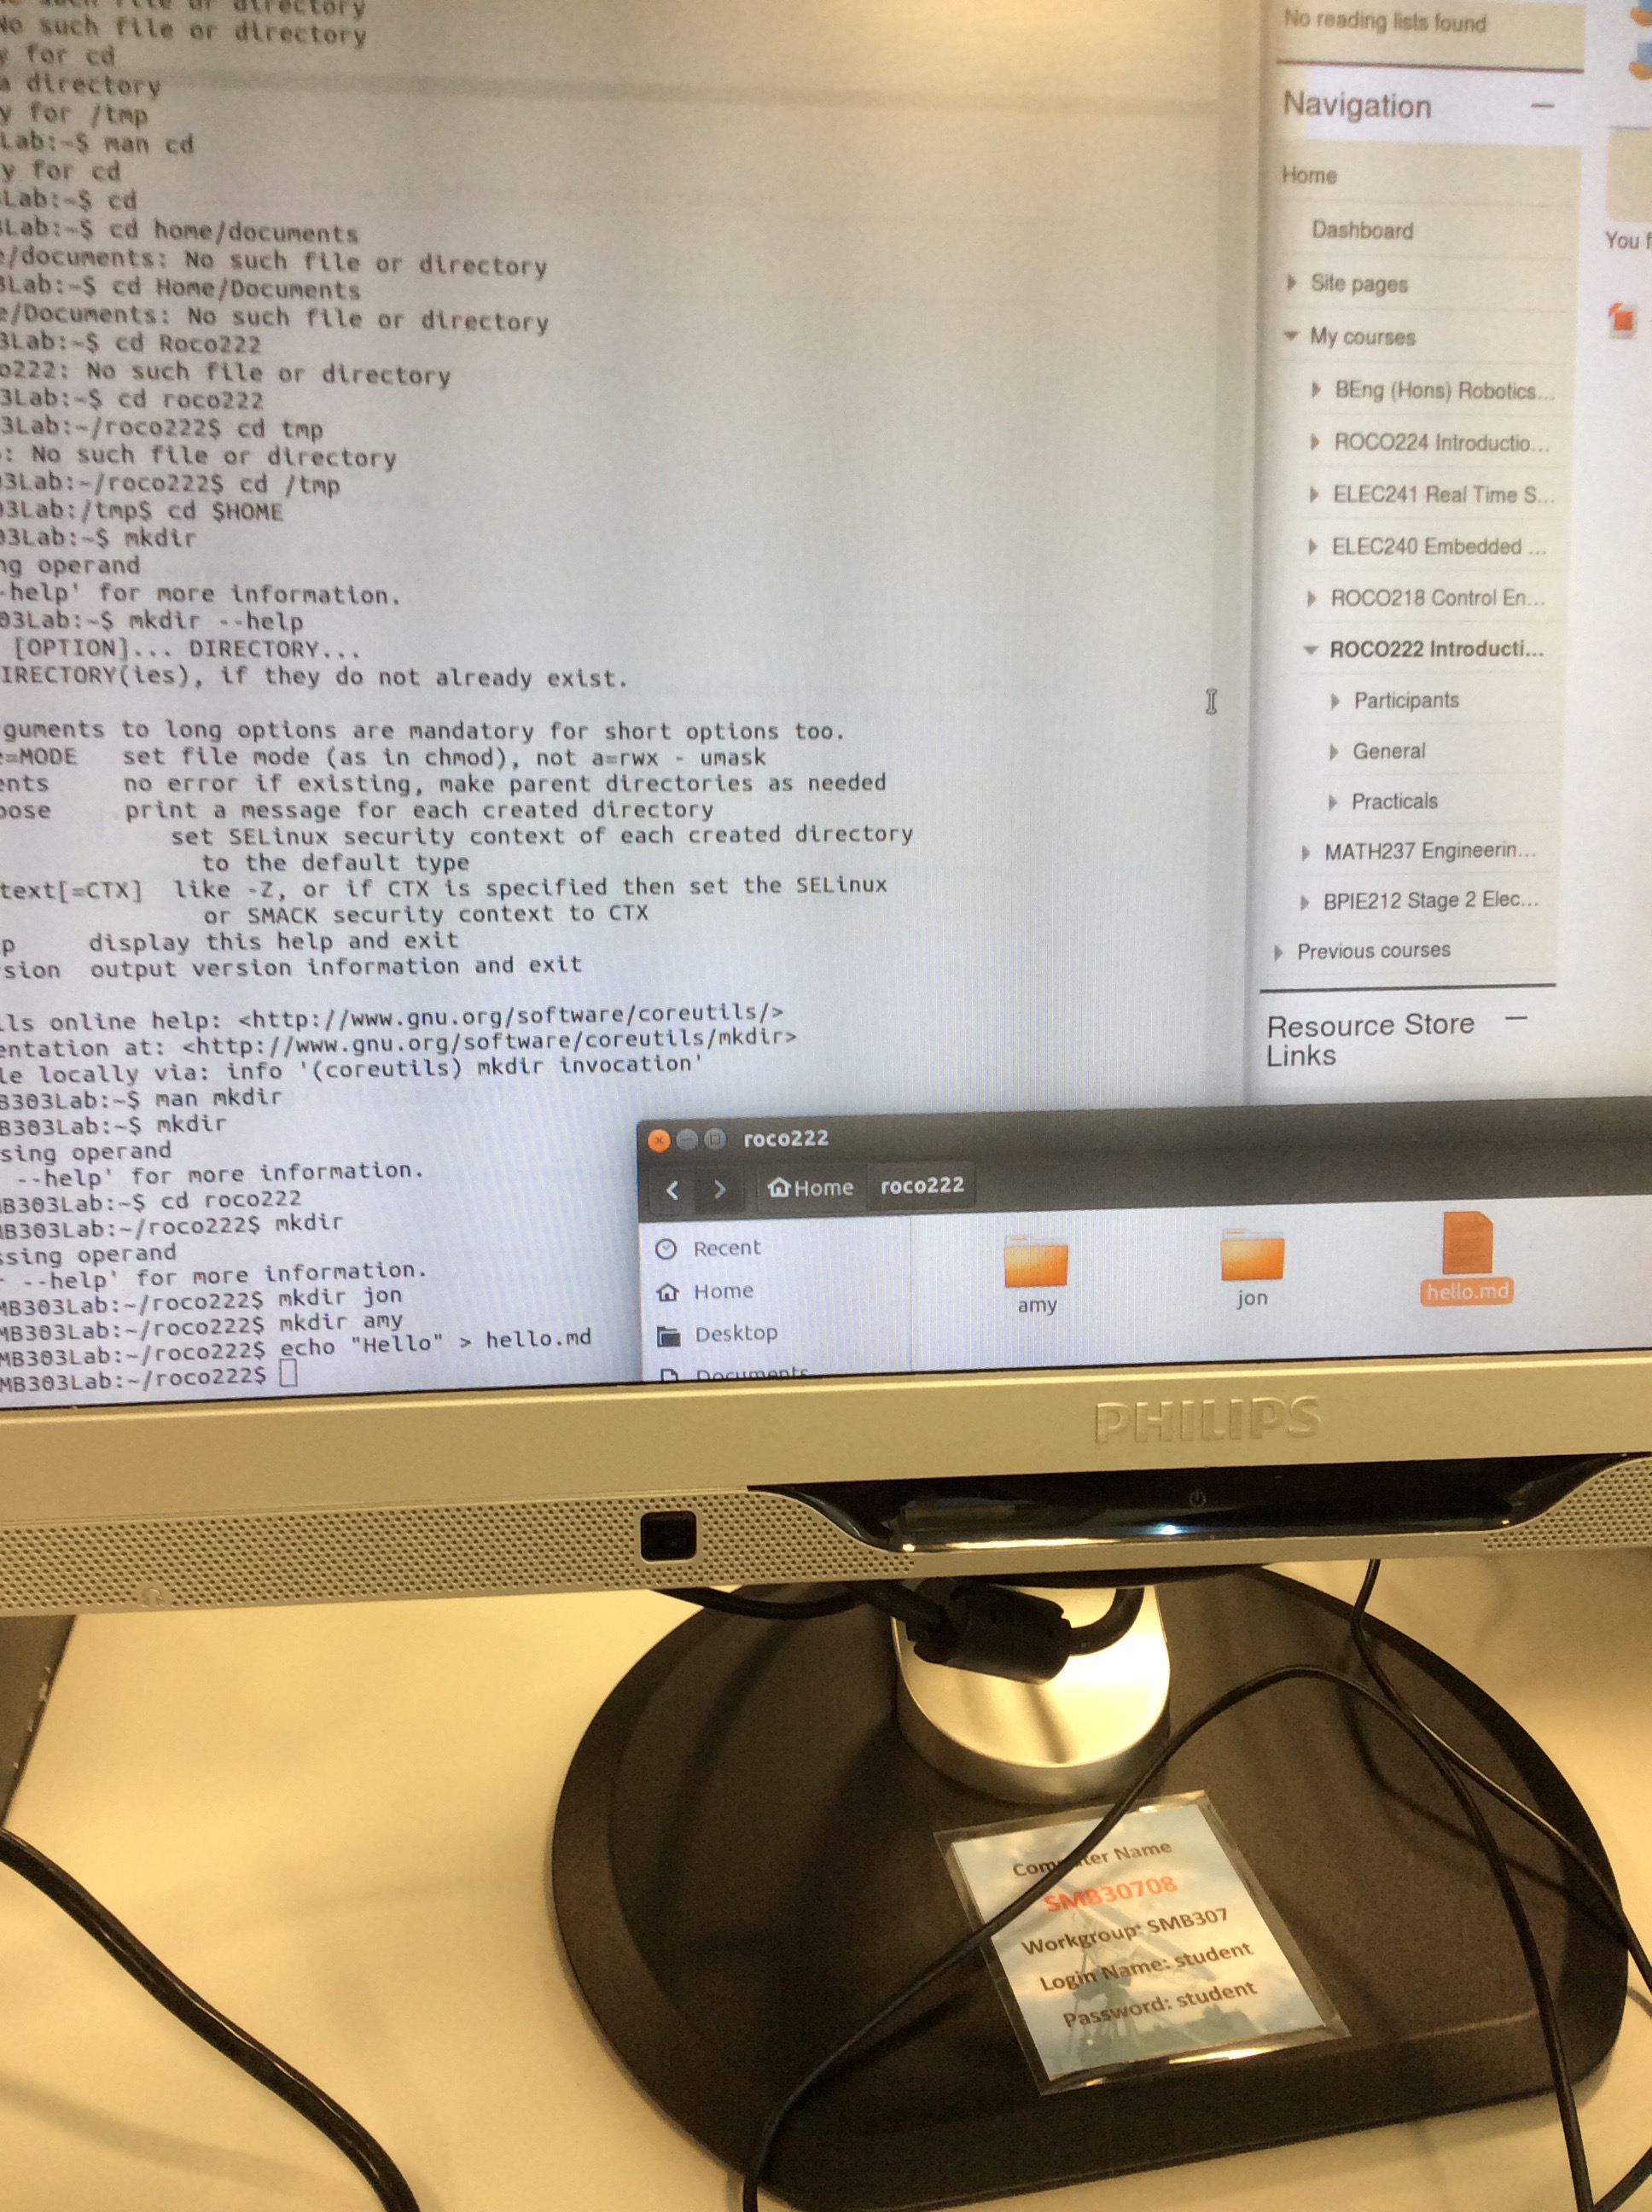 such file or directory
No such file or directory
y for cd
a directory
y for /tmp
Lab:~$ man cd
y for cd
Lab:~$ cd
3Lab:~$ cd home/documents
e/documents: No such file or directory
3Lab:~$ cd Home/Documents
e/Documents: No such file or directory
3Lab:~$ cd Roco222
o222: No such file or directory
3Lab:~$ cd roco222
3Lab:~/roco222$ cd tmp
: No such file or directory
03Lab:~/roco222$ cd /tmp
03Lab:/tmp$ cd $HOME
03Lab:~$ mkdir
ng operand
-help' for more information.
03Lab:~$ mkdir --help
[OPTION]... DIRECTORY...
IRECTORY(ies), if they do not already exist.
guments to long options are mandatory for short options too.
=MODE set file mode (as in chmod), not a=rwx - umask
ents no error if existing, make parent directories as needed
bose print a message for each created directory
set SELinux security context of each created directory
to the default type
text[=CTX] like -Z, or if CTX is specified then set the SELinux
or SMACK security context to CTX
p display this help and exit
sion output version information and exit
ls online help: <http://www.gnu.org/software/coreutils/>
entation at: <http://www.gnu.org/software/coreutils/mkdir>
le locally via: info '(coreutils) mkdir invocation'
B303Lab:~$ man mkdir
B303Lab:~$ mkdir
sing operand
--help' for more information.
MB303Lab:~$ cd roco222
MB303Lab:~/roco222$ mkdir
ssing operand
r --help' for more information.
MB303Lab:~/roco222$ mkdir jon
MB303Lab:~/roco222$ mkdir amy
MB303Lab:~/roco222$ echo "Hello" > hello.md
MB303Lab:~/roco222$
No reading lists found
Navigation
Home
Dashboard
Site pages
My courses
BEng (Hons) Robotics...
ROCO224 Introductio...
ELEC241 Real Time S...
ELEC240 Embedded ...
ROCO218 Control En...
ROCO222 Introducti...
Participants
General
Practicals
MATH237 Engineerin...
BPIE212 Stage 2 Elec...
Previous courses
Resource Store
Links
You f
roco222
Home roco222
Recent
Home
Desktop
Documents
amy
jon
hello.md
PHILIPS
Computer Name
SMB30708
Workgroup: SMB307
Login Name: student
Password: student